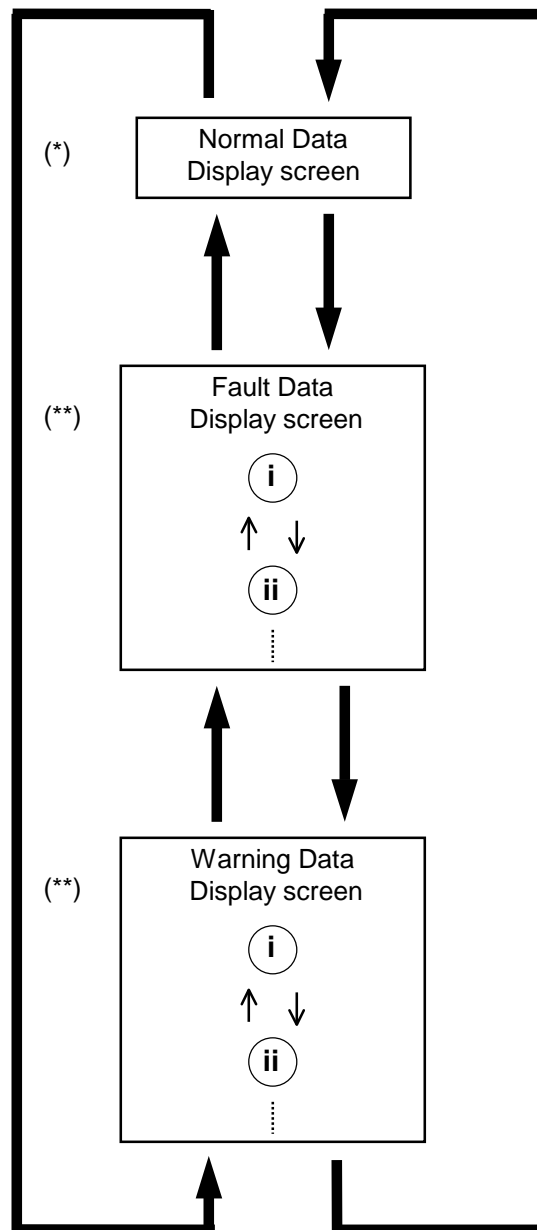 (*)
Normal Data
Display screen
(**)
Fault Data
Display screen
i
ii
(**)
Warning Data
Display screen
i
ii